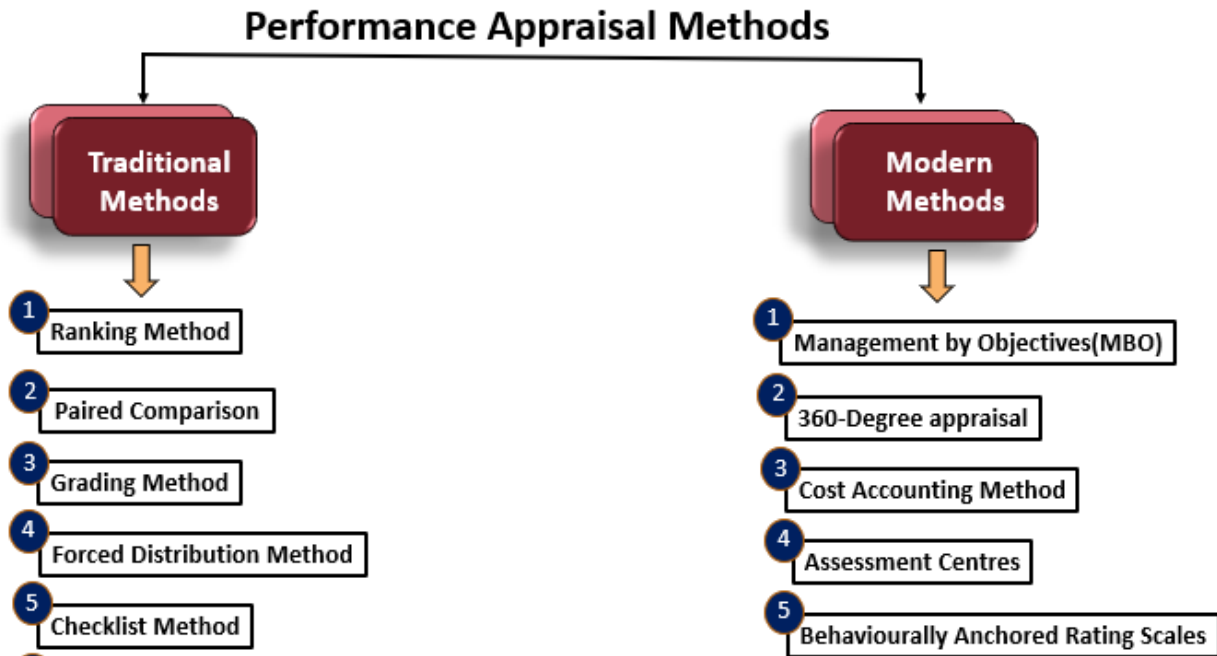 Performance Appraisal Methods
Traditional
Methods
1
Ranking Method
2
Paired Comparison
3
Grading Method
4
Forced Distribution Method
5
Checklist Method
Modern
Methods
1
Management by Objectives(MBO)
2
360-Degree appraisal
3
Cost Accounting Method
4
Assessment Centres
5
Behaviourally Anchored Rating Scales